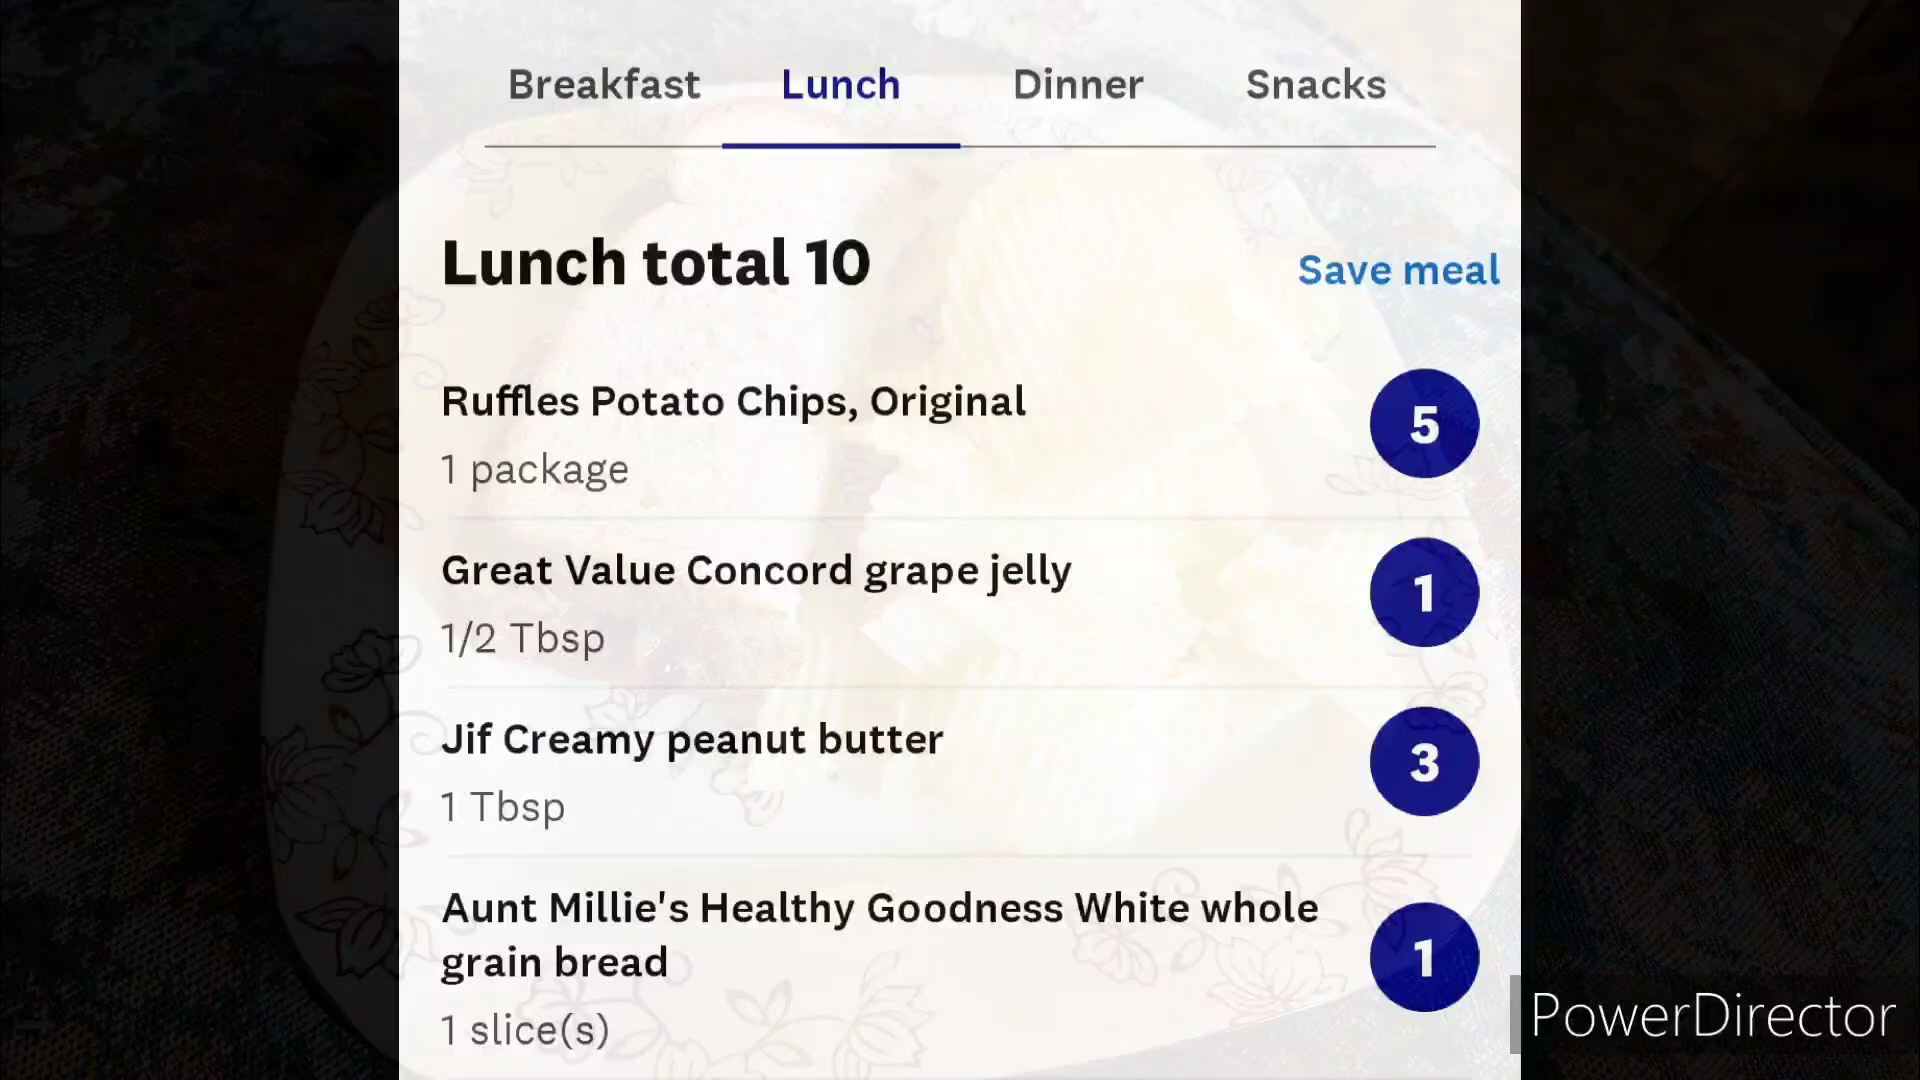 Breakfast Lunch Dinner Snacks
Lunch total 10 Save meal
Ruffles Potato Chips, Original 5
1 package
Great Value Concord grape jelly 1
1/2 Tbsp
Jif Creamy peanut butter 3
1 Tbsp
Aunt Millie's Healthy Goodness White whole
grain bread 1
1 slice(s)
PowerDirector